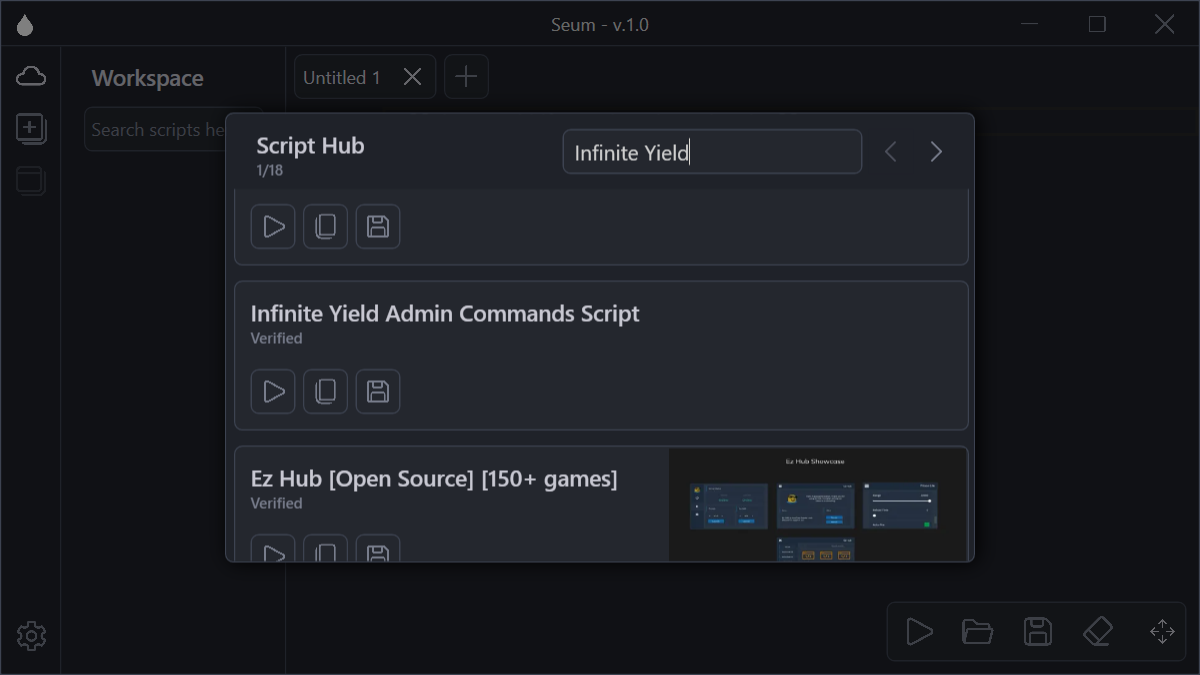 Seum - v.1.0
Workspace
Untitled 1
Search scripts he
Script Hub
1/18
Infinite Yield
Infinite Yield Admin Commands Script
Verified
Ez Hub [Open Source] [150+ games]
Verified
Ez Hub Showcase